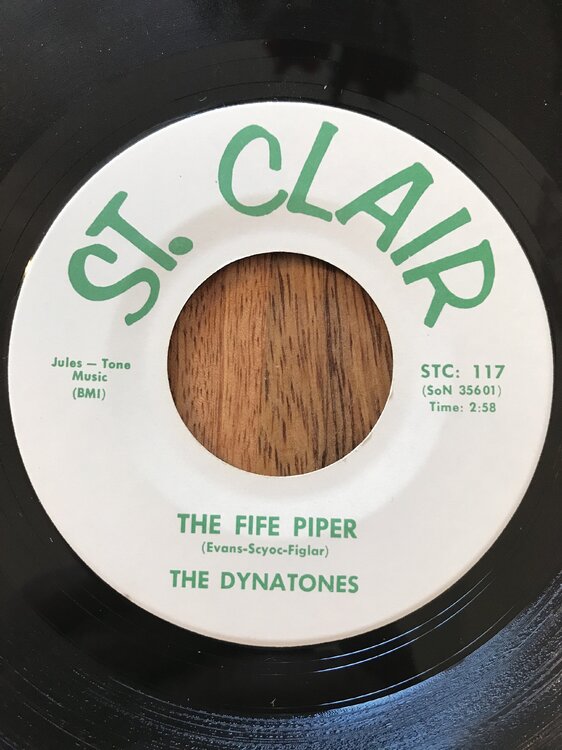 ST. CLAIR
Jules — Tone
Music
(BMI)
STC: 117
(SoN 35601)
Time: 2:58
THE FIFE PIPER
(Evans-Scyoc-Figlar)
THE DYNATONES